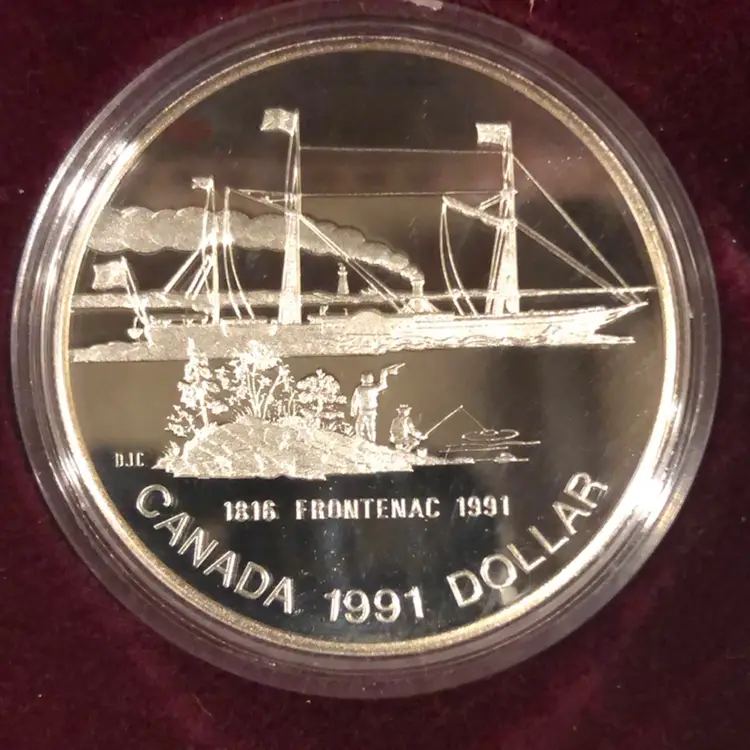 D.J.C
1816 FRONTENAC 1991
CANADA 1991 DOLLAR